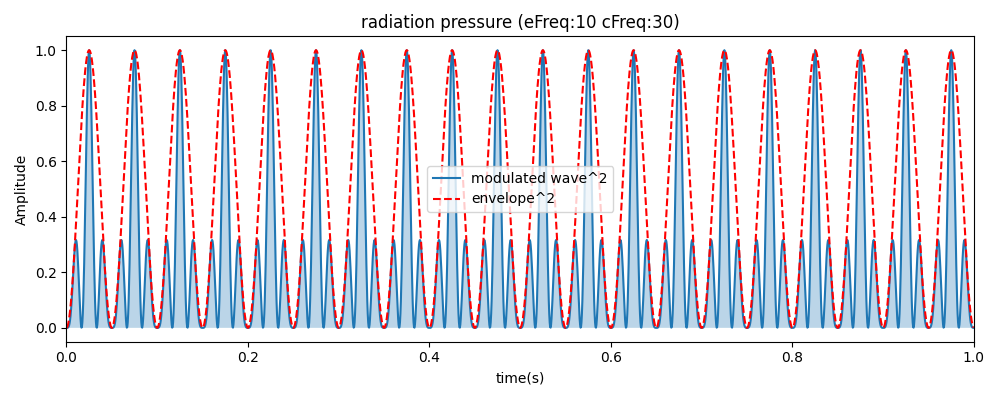 radiation pressure (eFreq:10 cFreq:30)
Amplitude
1.0
0.8
0.6
0.4
0.2
0.0
modulated wave^2
envelope^2
0.0 0.2 0.4 0.6 0.8 1.0
time(s)